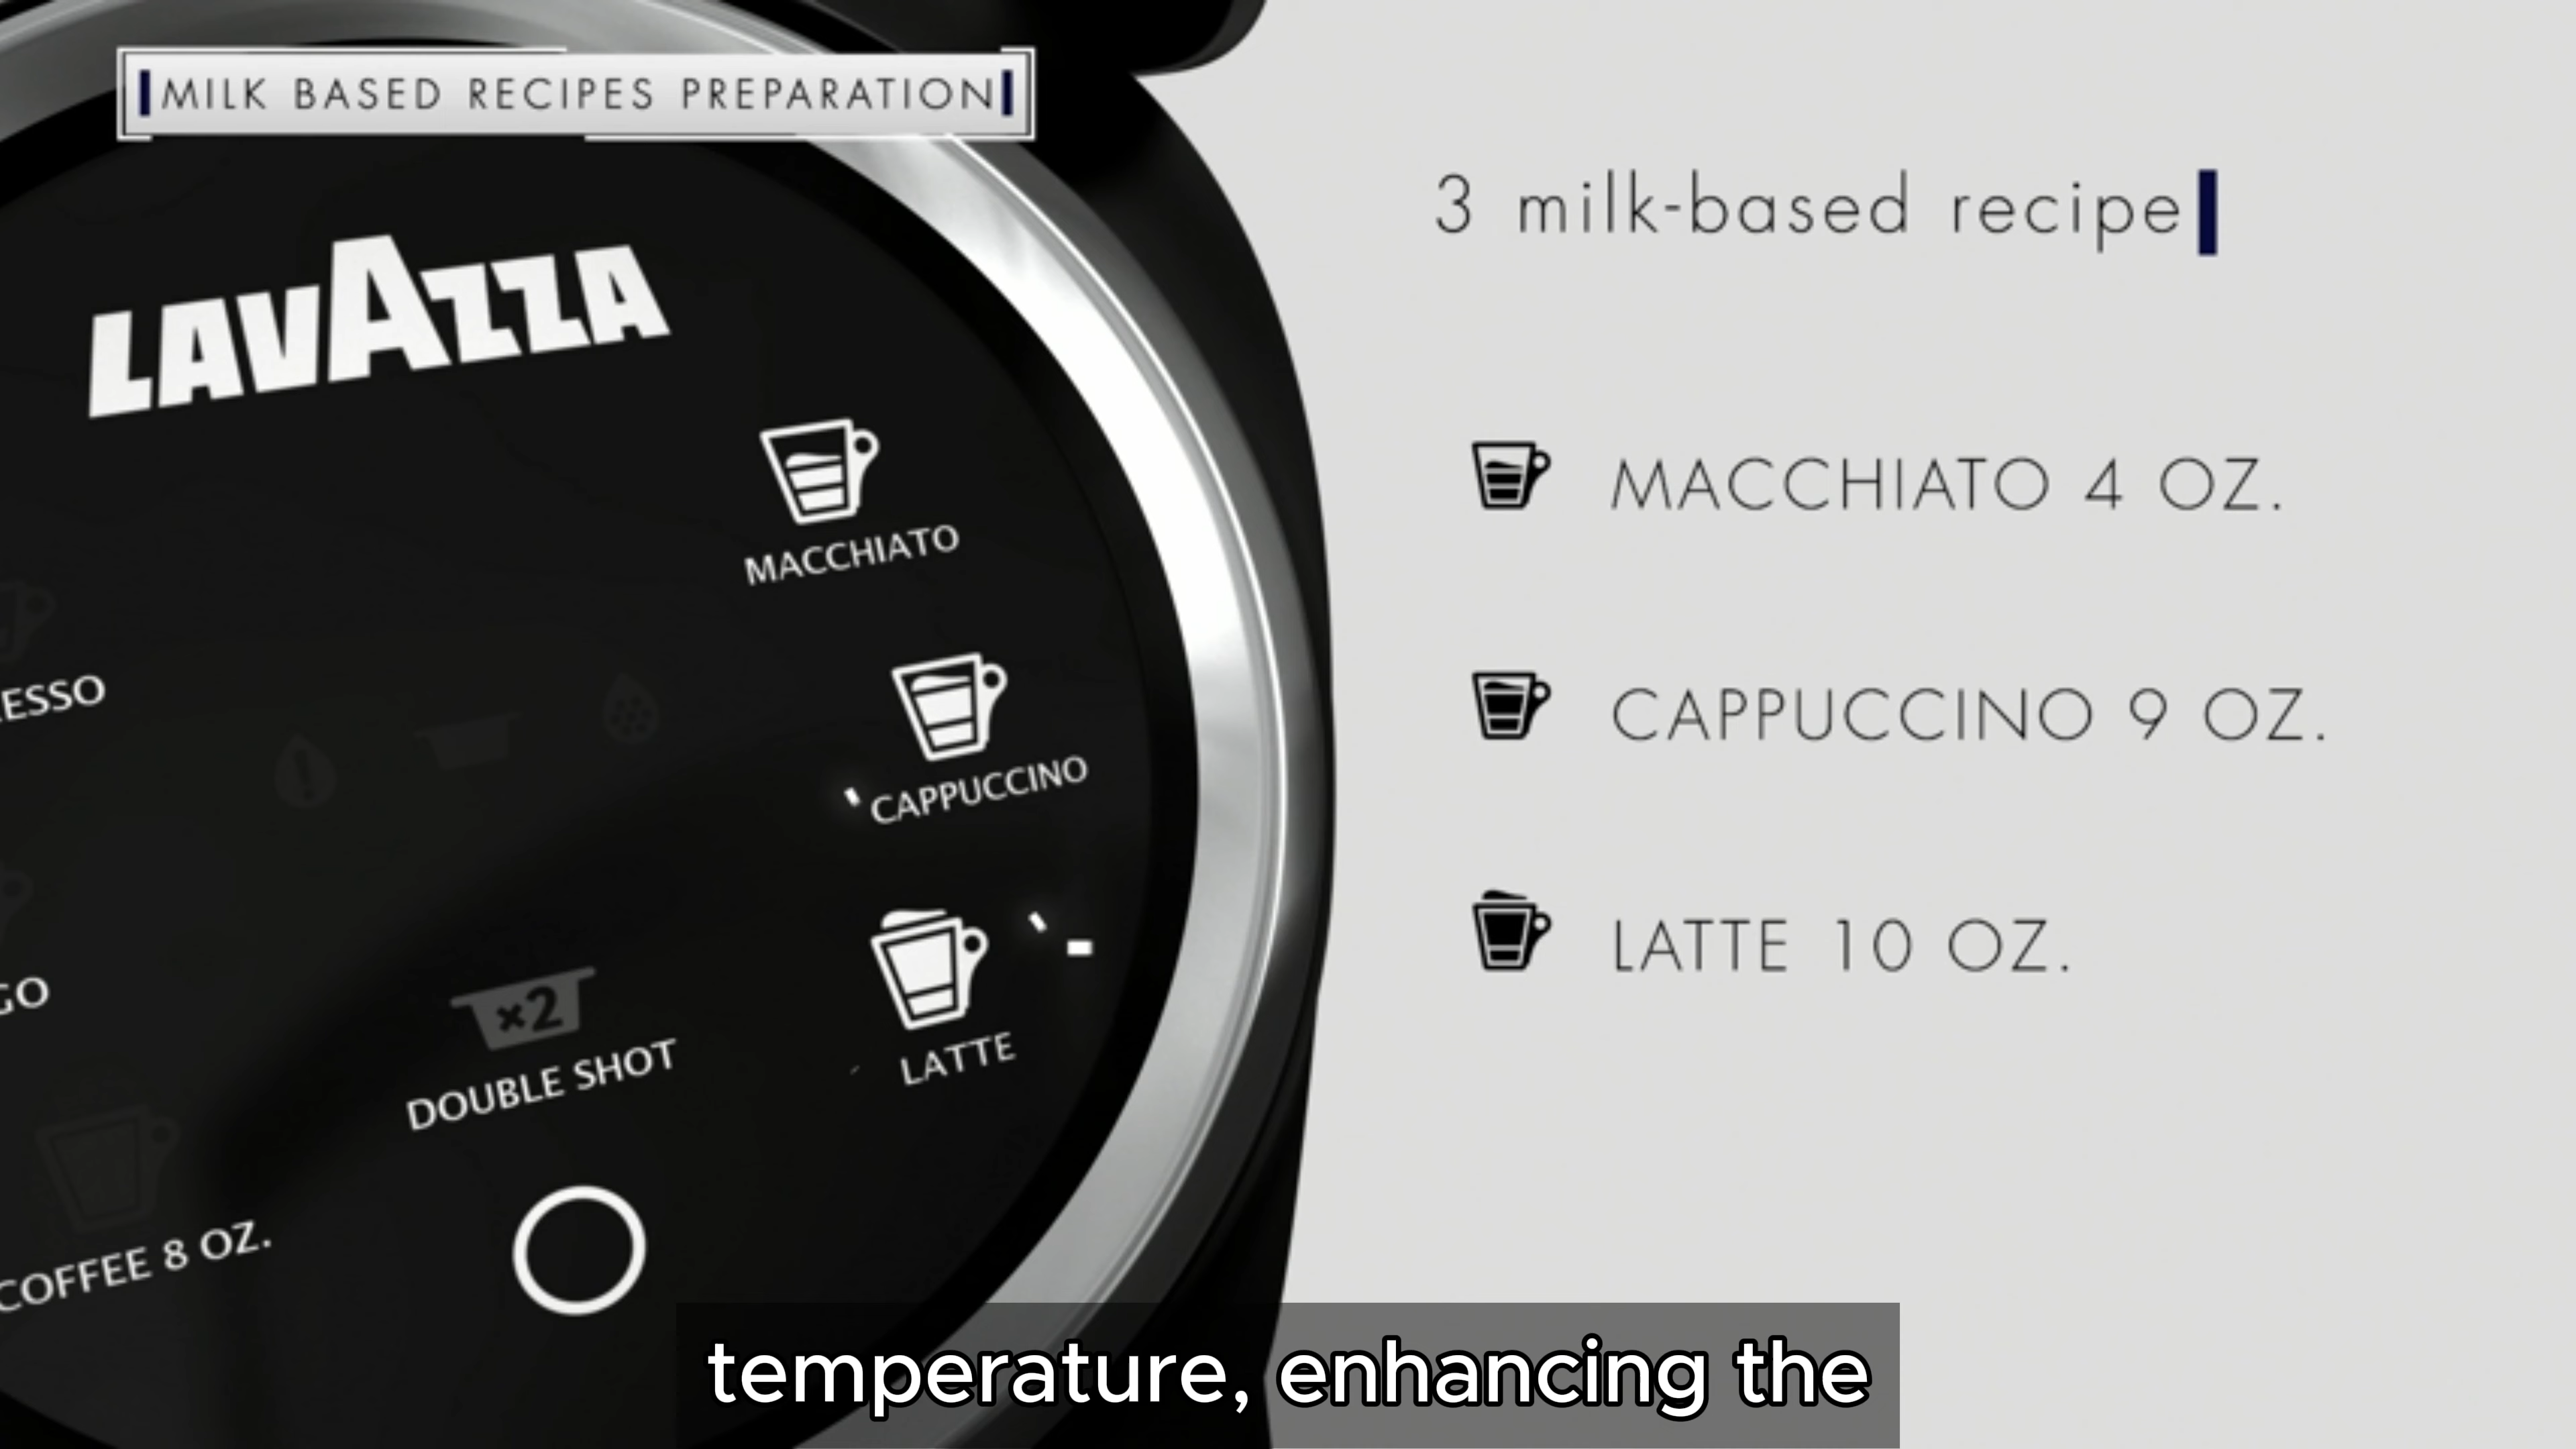 MILK BASED RECIPES PREPARATION
LAVAZZA
MACCHIATO
ESSO
CAPPUCCINO
GO
×2
DOUBLE SHOT
LATTE
COFFEE 8 OZ.
3 milk-based recipe
MACCHIATO 4 OZ.
CAPPUCCINO 9 OZ.
LATTE 10 OZ.
temperature, enhancing the